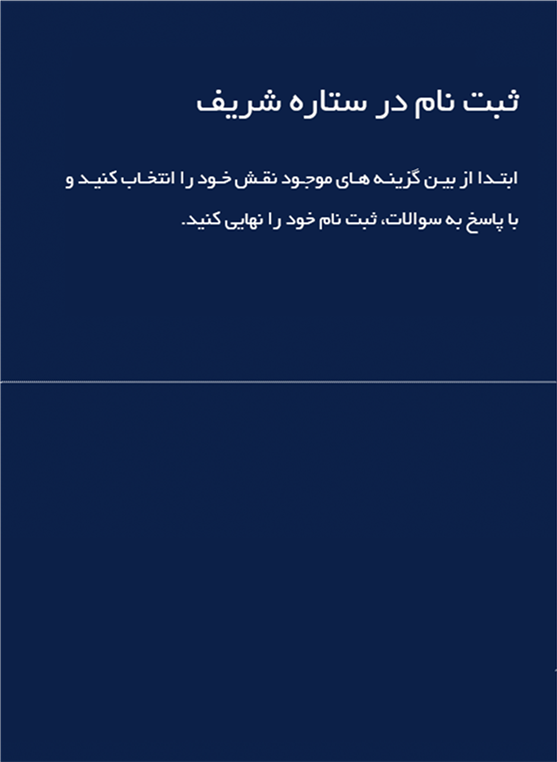 ثبت نام در ستاره شریف
ابتدا از بین گزینه های موجود نقش خود را انتخاب کنید و
با پاسخ به سوالات، ثبت نام خود را نهایی کنید.